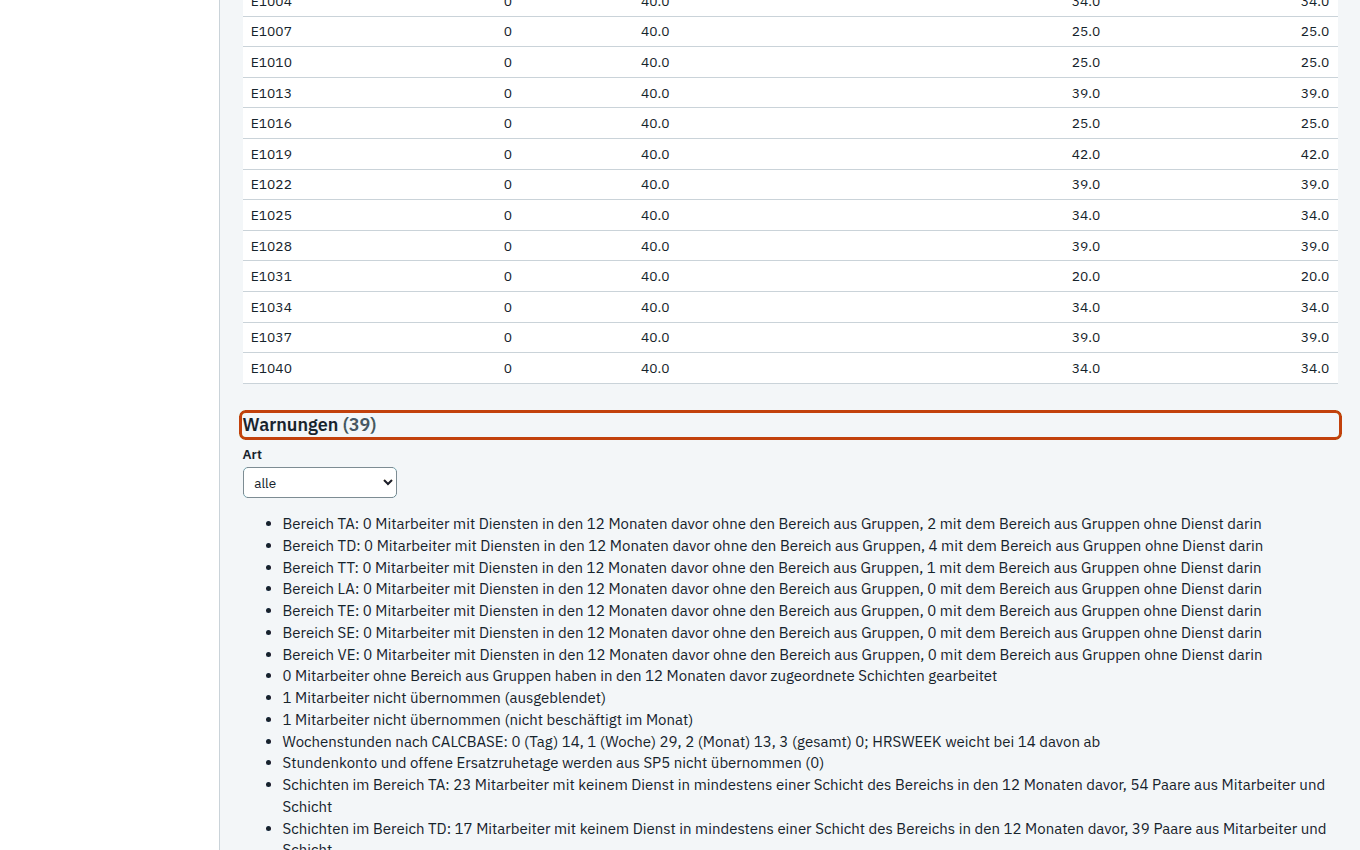 E1004 0 40.0 34.0 34.0
E1007 0 40.0 25.0 25.0
E1010 0 40.0 25.0 25.0
E1013 0 40.0 39.0 39.0
E1016 0 40.0 25.0 25.0
E1019 0 40.0 42.0 42.0
E1022 0 40.0 39.0 39.0
E1025 0 40.0 34.0 34.0
E1028 0 40.0 39.0 39.0
E1031 0 40.0 20.0 20.0
E1034 0 40.0 34.0 34.0
E1037 0 40.0 39.0 39.0
E1040 0 40.0 34.0 34.0
Warnungen (39)
Art
alle
Bereich TA: 0 Mitarbeiter mit Diensten in den 12 Monaten davor ohne den Bereich aus Gruppen, 2 mit dem Bereich aus Gruppen ohne Dienst darin
Bereich TD: 0 Mitarbeiter mit Diensten in den 12 Monaten davor ohne den Bereich aus Gruppen, 4 mit dem Bereich aus Gruppen ohne Dienst darin
Bereich TT: 0 Mitarbeiter mit Diensten in den 12 Monaten davor ohne den Bereich aus Gruppen, 1 mit dem Bereich aus Gruppen ohne Dienst darin
Bereich LA: 0 Mitarbeiter mit Diensten in den 12 Monaten davor ohne den Bereich aus Gruppen, 0 mit dem Bereich aus Gruppen ohne Dienst darin
Bereich TE: 0 Mitarbeiter mit Diensten in den 12 Monaten davor ohne den Bereich aus Gruppen, 0 mit dem Bereich aus Gruppen ohne Dienst darin
Bereich SE: 0 Mitarbeiter mit Diensten in den 12 Monaten davor ohne den Bereich aus Gruppen, 0 mit dem Bereich aus Gruppen ohne Dienst darin
Bereich VE: 0 Mitarbeiter mit Diensten in den 12 Monaten davor ohne den Bereich aus Gruppen, 0 mit dem Bereich aus Gruppen ohne Dienst darin
0 Mitarbeiter ohne Bereich aus Gruppen haben in den 12 Monaten davor zugeordnete Schichten gearbeitet
1 Mitarbeiter nicht übernommen (ausgeblendet)
1 Mitarbeiter nicht übernommen (nicht beschäftigt im Monat)
Wochenstunden nach CALCBASE: 0 (Tag) 14, 1 (Woche) 29, 2 (Monat) 13, 3 (gesamt) 0; HRSWEEK weicht bei 14 davon ab
Stundenkonto und offene Ersatzruhetage werden aus SP5 nicht übernommen (0)
Schichten im Bereich TA: 23 Mitarbeiter mit keinem Dienst in mindestens einer Schicht des Bereichs in den 12 Monaten davor, 54 Paare aus Mitarbeiter und
Schicht
Schichten im Bereich TD: 17 Mitarbeiter mit keinem Dienst in mindestens einer Schicht des Bereichs in den 12 Monaten davor, 39 Paare aus Mitarbeiter und
Schicht